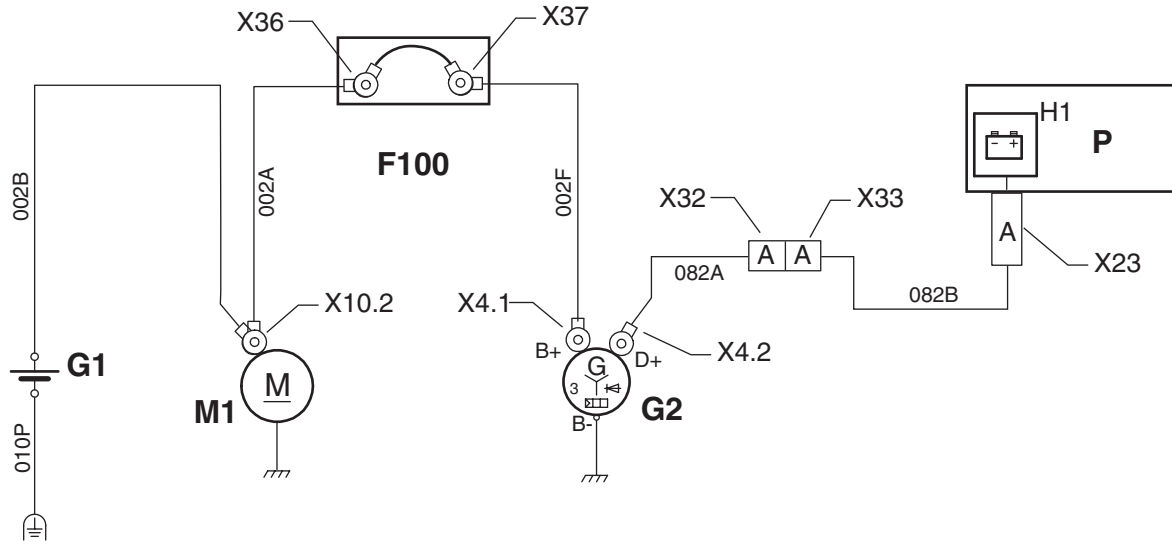 X36
X37
H1
P
F100
002B
002A
002F
X32
X33
A
A
A
082A
X23
082B
X10.2
X4.1
X4.2
B+
D+
G1
G
3
M
M1
G2
B-
010P